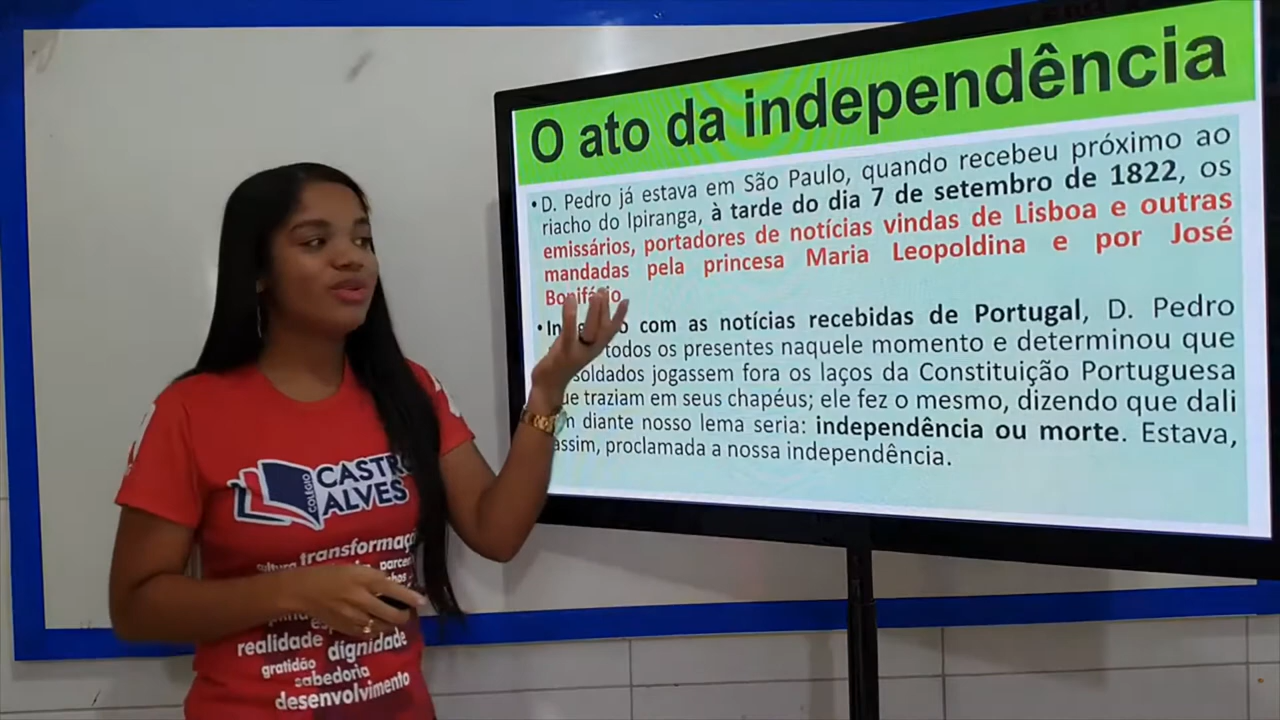 O ato da independência
•D. Pedro já estava em São Paulo, quando recebeu próximo ao
riacho do Ipiranga, à tarde do dia 7 de setembro de 1822, os
emissários, portadores de notícias vindas de Lisboa e outras
mandadas pela princesa Maria Leopoldina e por José
Bonifácio
• com as notícias recebidas de Portugal, D. Pedro
todos os presentes naquele momento e determinou que
soldados jogassem fora os laços da Constituição Portuguesa
que traziam em seus chapéus; ele fez o mesmo, dizendo que dali
diante nosso lema seria: independência ou morte. Estava,
assim, proclamada a nossa independência.
COLÉGIO
CASTRO
ALVES
transformaç
realidade dignidade
gratidão
sabedoria
desenvolvimento